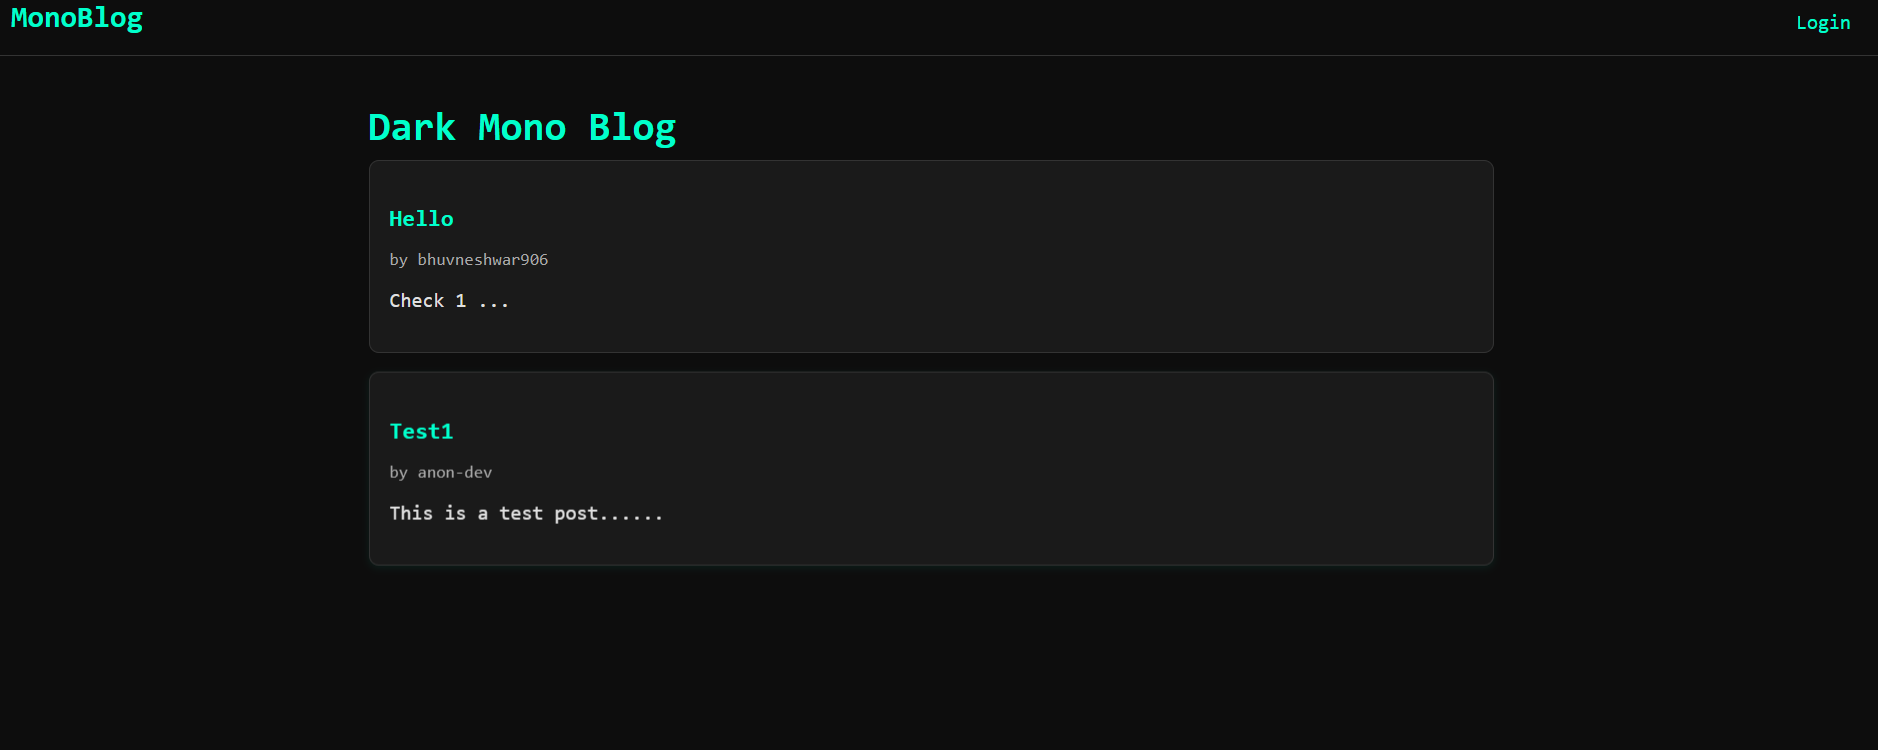 MonoBlog
Login
Dark Mono Blog
Hello
by bhuvneshwar906
Check 1 ...
Test1
by anon-dev
This is a test post......